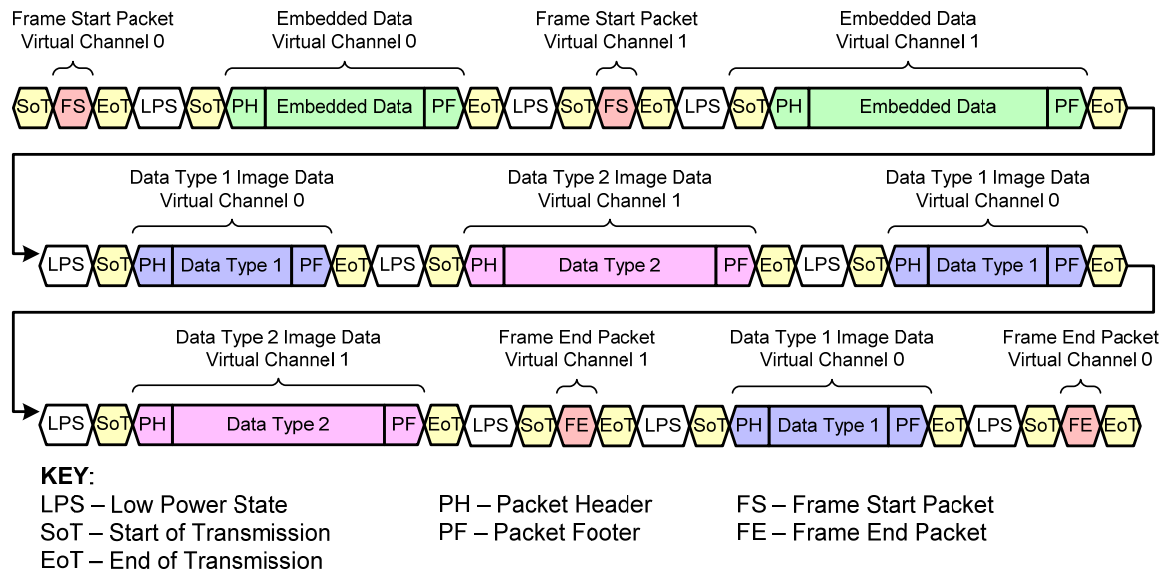 Frame Start Packet
Virtual Channel 0
Embedded Data
Virtual Channel 0
Frame Start Packet
Virtual Channel 1
Embedded Data
Virtual Channel 1
SoT FS EoT LPS SoT PH Embedded Data PF EoT LPS SoT FS EoT LPS SoT PH Embedded Data PF EoT
Data Type 1 Image Data
Virtual Channel 0
Data Type 2 Image Data
Virtual Channel 1
Data Type 1 Image Data
Virtual Channel 0
LPS SoT PH Data Type 1 PF EoT LPS SoT PH Data Type 2 PF EoT LPS SoT PH Data Type 1 PF EoT
Data Type 2 Image Data
Virtual Channel 1
Frame End Packet
Virtual Channel 1
Data Type 1 Image Data
Virtual Channel 0
Frame End Packet
Virtual Channel 0
LPS SoT PH Data Type 2 PF EoT LPS SoT FE EoT LPS SoT PH Data Type 1 PF EoT LPS SoT FE EoT
KEY:
LPS – Low Power State
SoT – Start of Transmission
EoT – End of Transmission
PH – Packet Header
PF – Packet Footer
FS – Frame Start Packet
FE – Frame End Packet